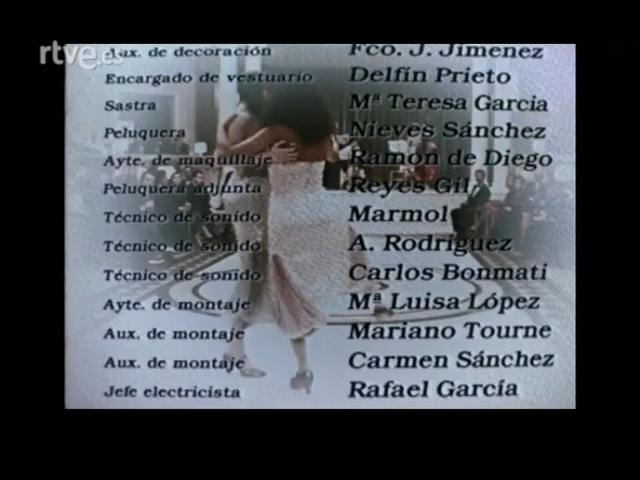 rtve.es
Aux. de decoración Fco. J. Jimenez
Encargado de vestuario Delfín Prieto
Sastra Mª Teresa Garcia
Peluquera Nieves Sánchez
Ayte. de maquillaje Ramón de Diego
Peluquera adjunta Reyes Gil
Técnico de sonido Marmol
Técnico de sonido A. Rodríguez
Técnico de sonido Carlos Bonmati
Ayte. de montaje Mª Luisa López
Aux. de montaje Mariano Tourne
Aux. de montaje Carmen Sánchez
Jefe electricista Rafael García